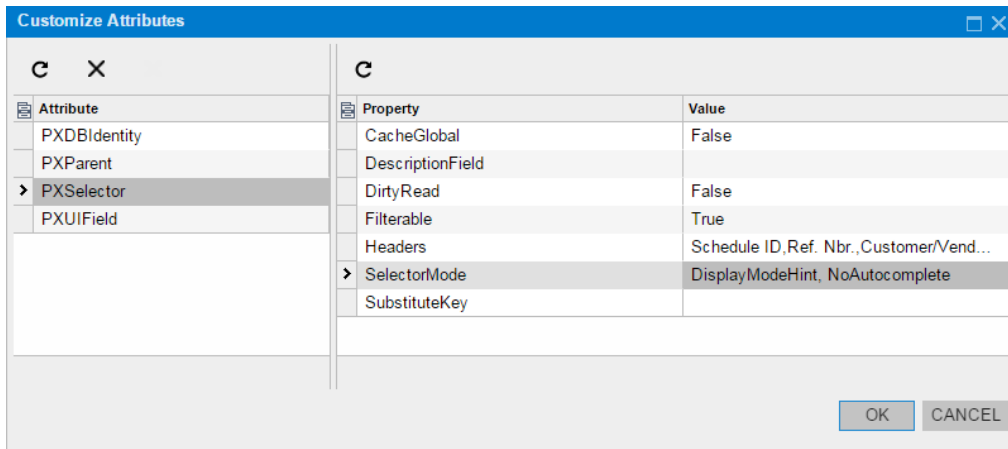 Customize Attributes
Attribute
PXDBIdentity
PXParent
PXSelector
PXUIField
Property Value
CacheGlobal False
DescriptionField
DirtyRead False
Filterable True
Headers Schedule ID,Ref. Nbr.,Customer/Vend...
SelectorMode DisplayModeHint, NoAutocomplete
SubstituteKey
OK CANCEL